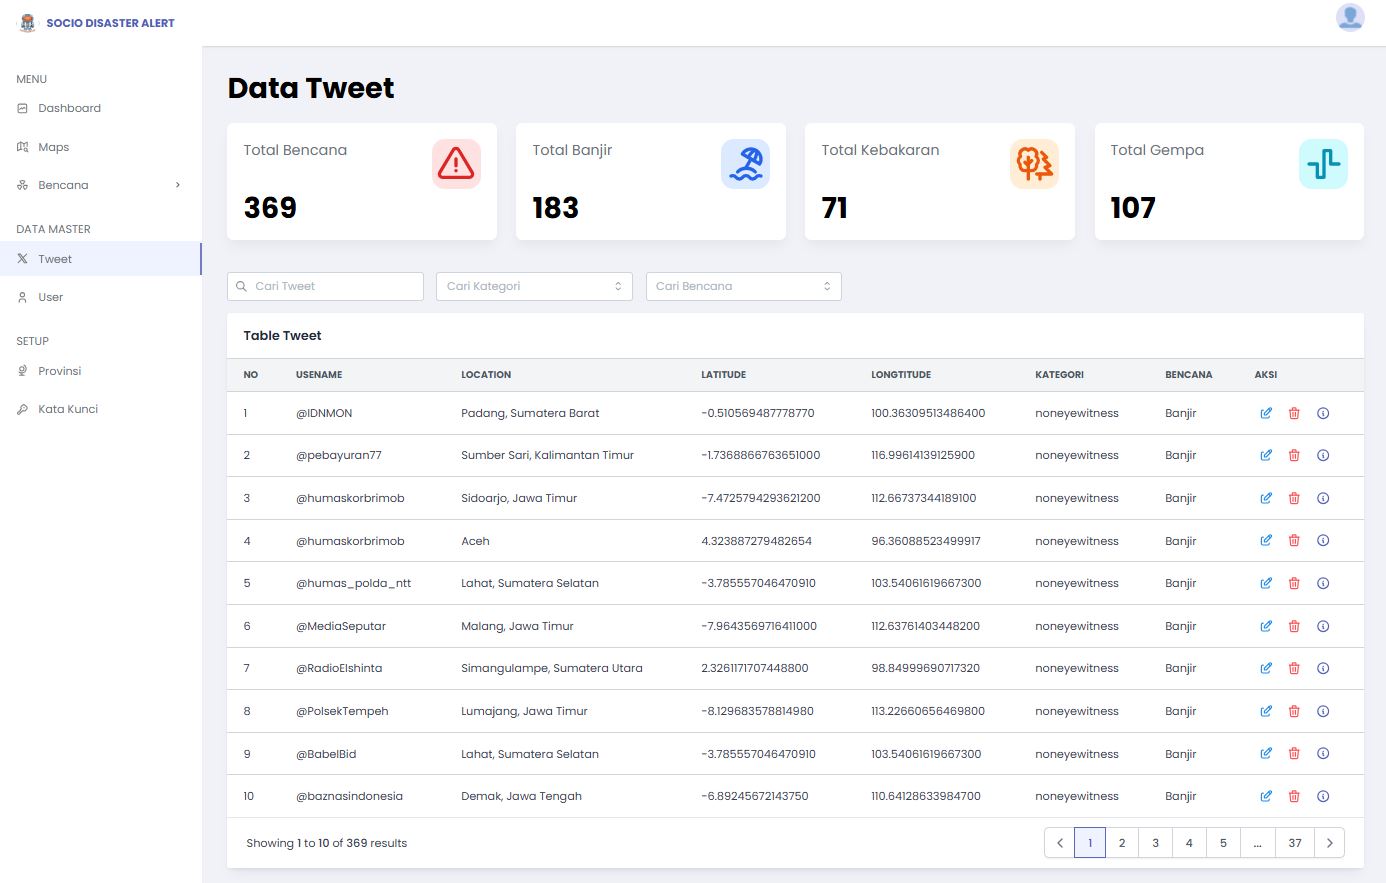 SOCIO DISASTER ALERT
MENU
Dashboard
Maps
Bencana
DATA MASTER
Tweet
User
SETUP
Provinsi
Kata Kunci
Data Tweet
Total Bencana
369
Total Banjir
183
Total Kebakaran
71
Total Gempa
107
Cari Tweet Cari Kategori Cari Bencana
Table Tweet
NO USENAME LOCATION LATITUDE LONGTITUDE KATEGORI BENCANA AKSI
1 @IDNMON Padang, Sumatera Barat -0.510569487778770 100.36309513486400 noneyewitness Banjir
2 @pebayuran77 Sumber Sari, Kalimantan Timur -1.7368866763651000 116.99614139125900 noneyewitness Banjir
3 @humaskorbrimob Sidoarjo, Jawa Timur -7.4725794293621200 112.66737344189100 noneyewitness Banjir
4 @humaskorbrimob Aceh 4.323887279482654 96.36088523499917 noneyewitness Banjir
5 @humas_polda_ntt Lahat, Sumatera Selatan -3.785557046470910 103.54061619667300 noneyewitness Banjir
6 @MediaSeputar Malang, Jawa Timur -7.9643569716411000 112.63761403448200 noneyewitness Banjir
7 @RadioElshinta Simangulampe, Sumatera Utara 2.3261171707448800 98.84999690717320 noneyewitness Banjir
8 @PolsekTempeh Lumajang, Jawa Timur -8.129683578814980 113.22660656469800 noneyewitness Banjir
9 @BabelBid Lahat, Sumatera Selatan -3.785557046470910 103.54061619667300 noneyewitness Banjir
10 @baznasindonesia Demak, Jawa Tengah -6.89245672143750 110.64128633984700 noneyewitness Banjir
Showing 1 to 10 of 369 results
1 2 3 4 5 ... 37